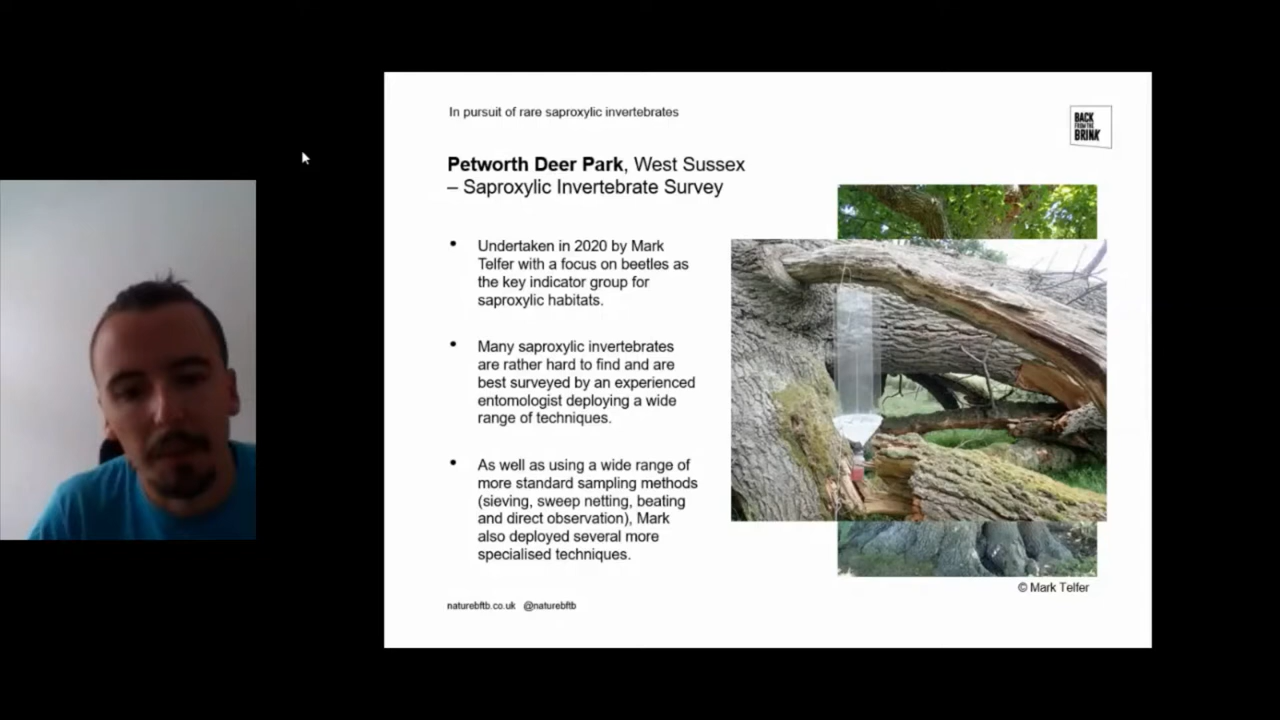 In pursuit of rare saproxylic invertebrates
BACK
FROM THE
BRINK
Petworth Deer Park, West Sussex
– Saproxylic Invertebrate Survey
• Undertaken in 2020 by Mark
Telfer with a focus on beetles as
the key indicator group for
saproxylic habitats.
• Many saproxylic invertebrates
are rather hard to find and are
best surveyed by an experienced
entomologist deploying a wide
range of techniques.
• As well as using a wide range of
more standard sampling methods
(sieving, sweep netting, beating
and direct observation), Mark
also deployed several more
specialised techniques.
© Mark Telfer
naturebftb.co.uk @naturebftb